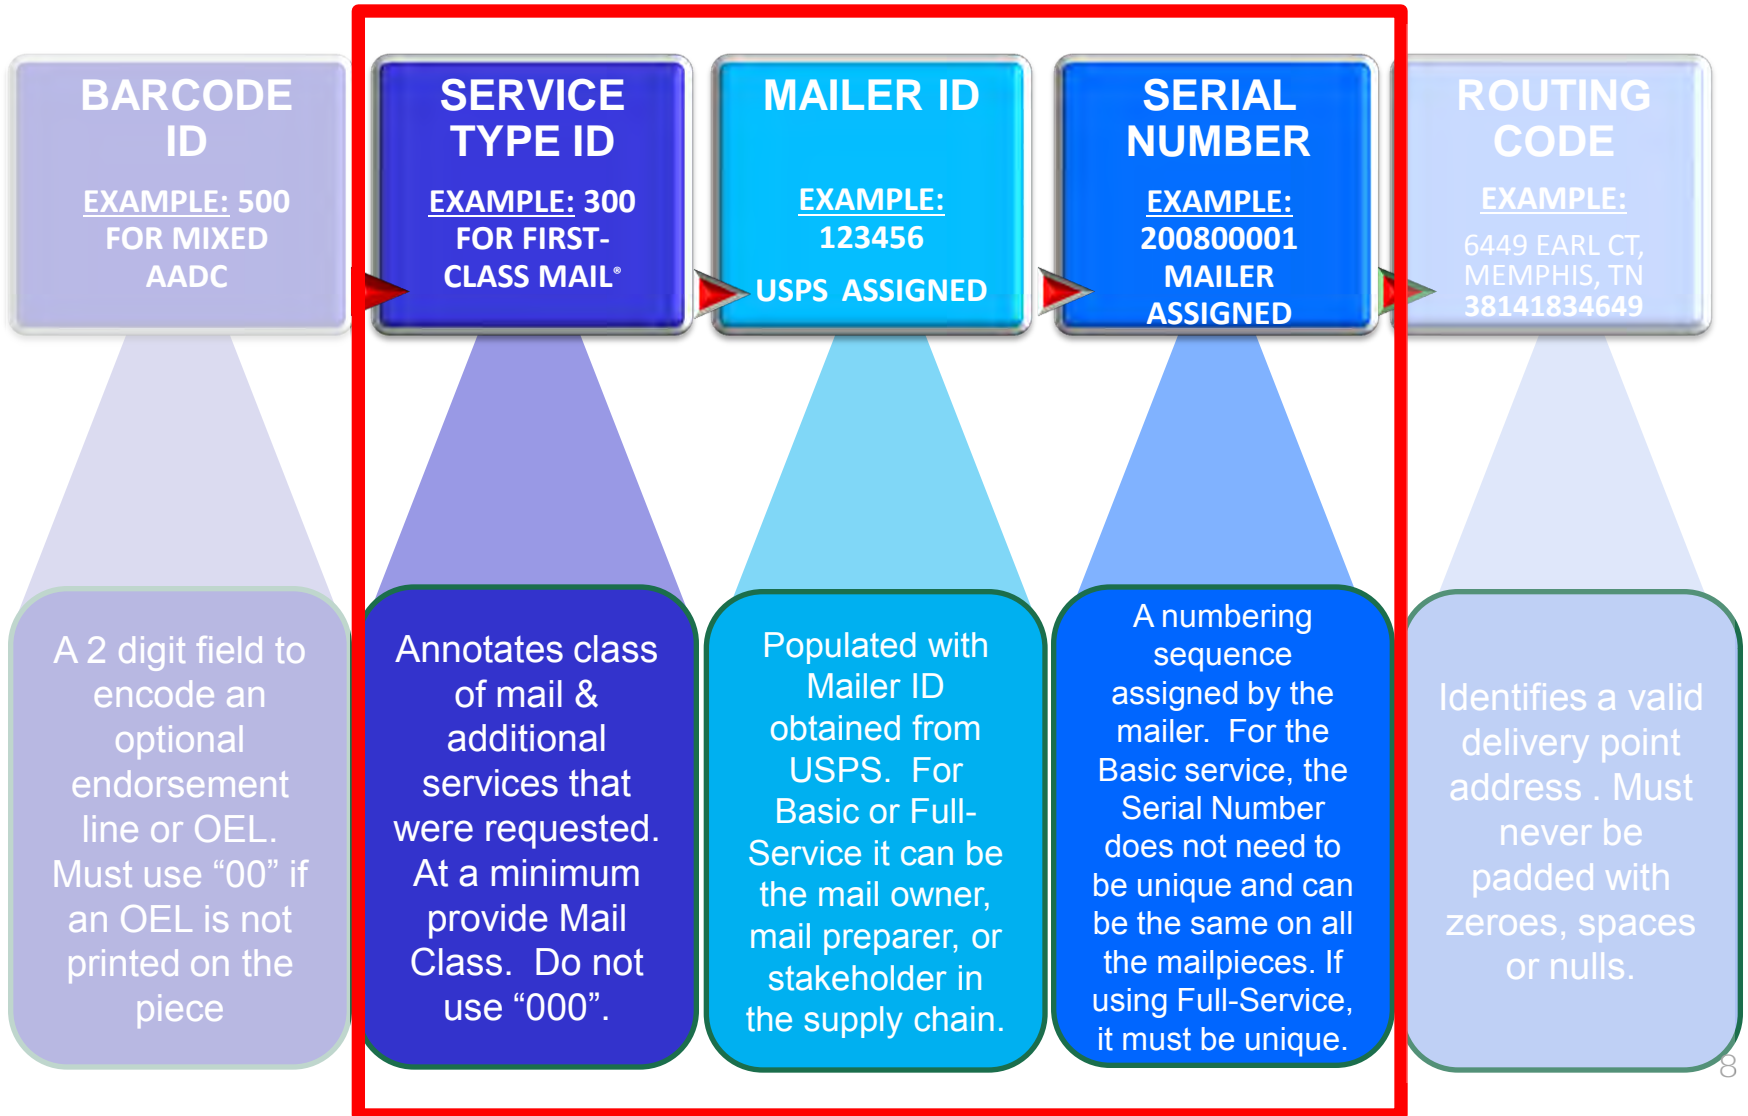 BARCODE
ID
EXAMPLE: 500
FOR MIXED
AADC
SERVICE
TYPE ID
EXAMPLE: 300
FOR FIRST-
CLASS MAIL®
MAILER ID
EXAMPLE:
123456
USPS ASSIGNED
SERIAL
NUMBER
EXAMPLE:
200800001
MAILER
ASSIGNED
ROUTING
CODE
EXAMPLE:
6449 EARL CT,
MEMPHIS, TN
38141834649
A 2 digit field to
encode an
optional
endorsement
line or OEL.
Must use “00” if
an OEL is not
printed on the
piece
Annotates class
of mail &
additional
services that
were requested.
At a minimum
provide Mail
Class. Do not
use “000”.
Populated with
Mailer ID
obtained from
USPS. For
Basic or Full-
Service it can be
the mail owner,
mail preparer, or
stakeholder in
the supply chain.
A numbering
sequence
assigned by the
mailer. For the
Basic service, the
Serial Number
does not need to
be unique and can
be the same on all
the mailpieces. If
using Full-Service,
it must be unique.
Identifies a valid
delivery point
address . Must
never be
padded with
zeroes, spaces
or nulls.
8